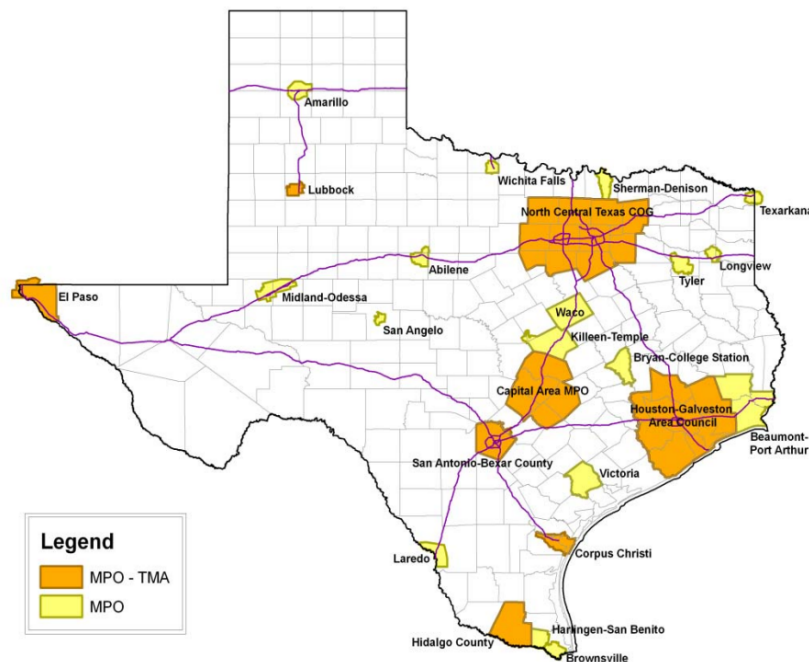 Amarillo
Lubbock
Wichita Falls
Sherman-Denison
North Central Texas COG
Texarkana
Abilene
Longview
Tyler
El Paso
Midland-Odessa
San Angelo
Waco
Killeen-Temple
Bryan-College Station
Capital Area MPO
Houston-Galveston
Area Council
Beaumont-
Port Arthur
San Antonio-Bexar County
Victoria
Laredo
Corpus Christi
Hidalgo County
Harlingen-San Benito
Brownsville
Legend
MPO - TMA
MPO